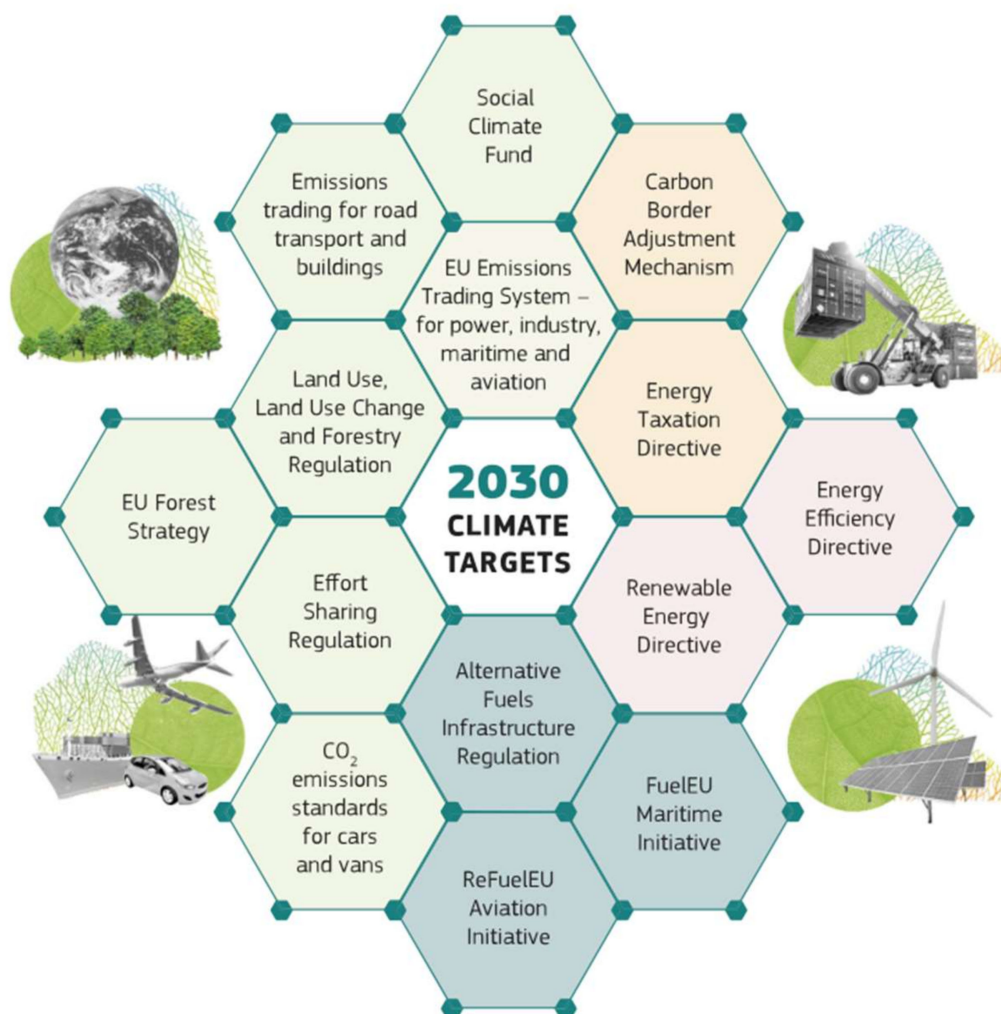 Social
Climate
Fund
Emissions
trading for road
transport and
buildings
Carbon
Border
Adjustment
Mechanism
EU Emissions
Trading System –
for power, industry,
maritime and
aviation
Land Use,
Land Use Change
and Forestry
Regulation
Energy
Taxation
Directive
EU Forest
Strategy
2030
CLIMATE
TARGETS
Energy
Efficiency
Directive
Effort
Sharing
Regulation
Renewable
Energy
Directive
Alternative
Fuels
Infrastructure
Regulation
CO₂
emissions
standards
for cars
and vans
FuelEU
Maritime
Initiative
ReFuelEU
Aviation
Initiative